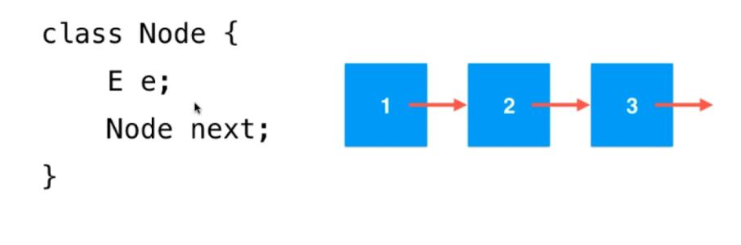 class Node {
E e;
Node next;
}
1 2 3